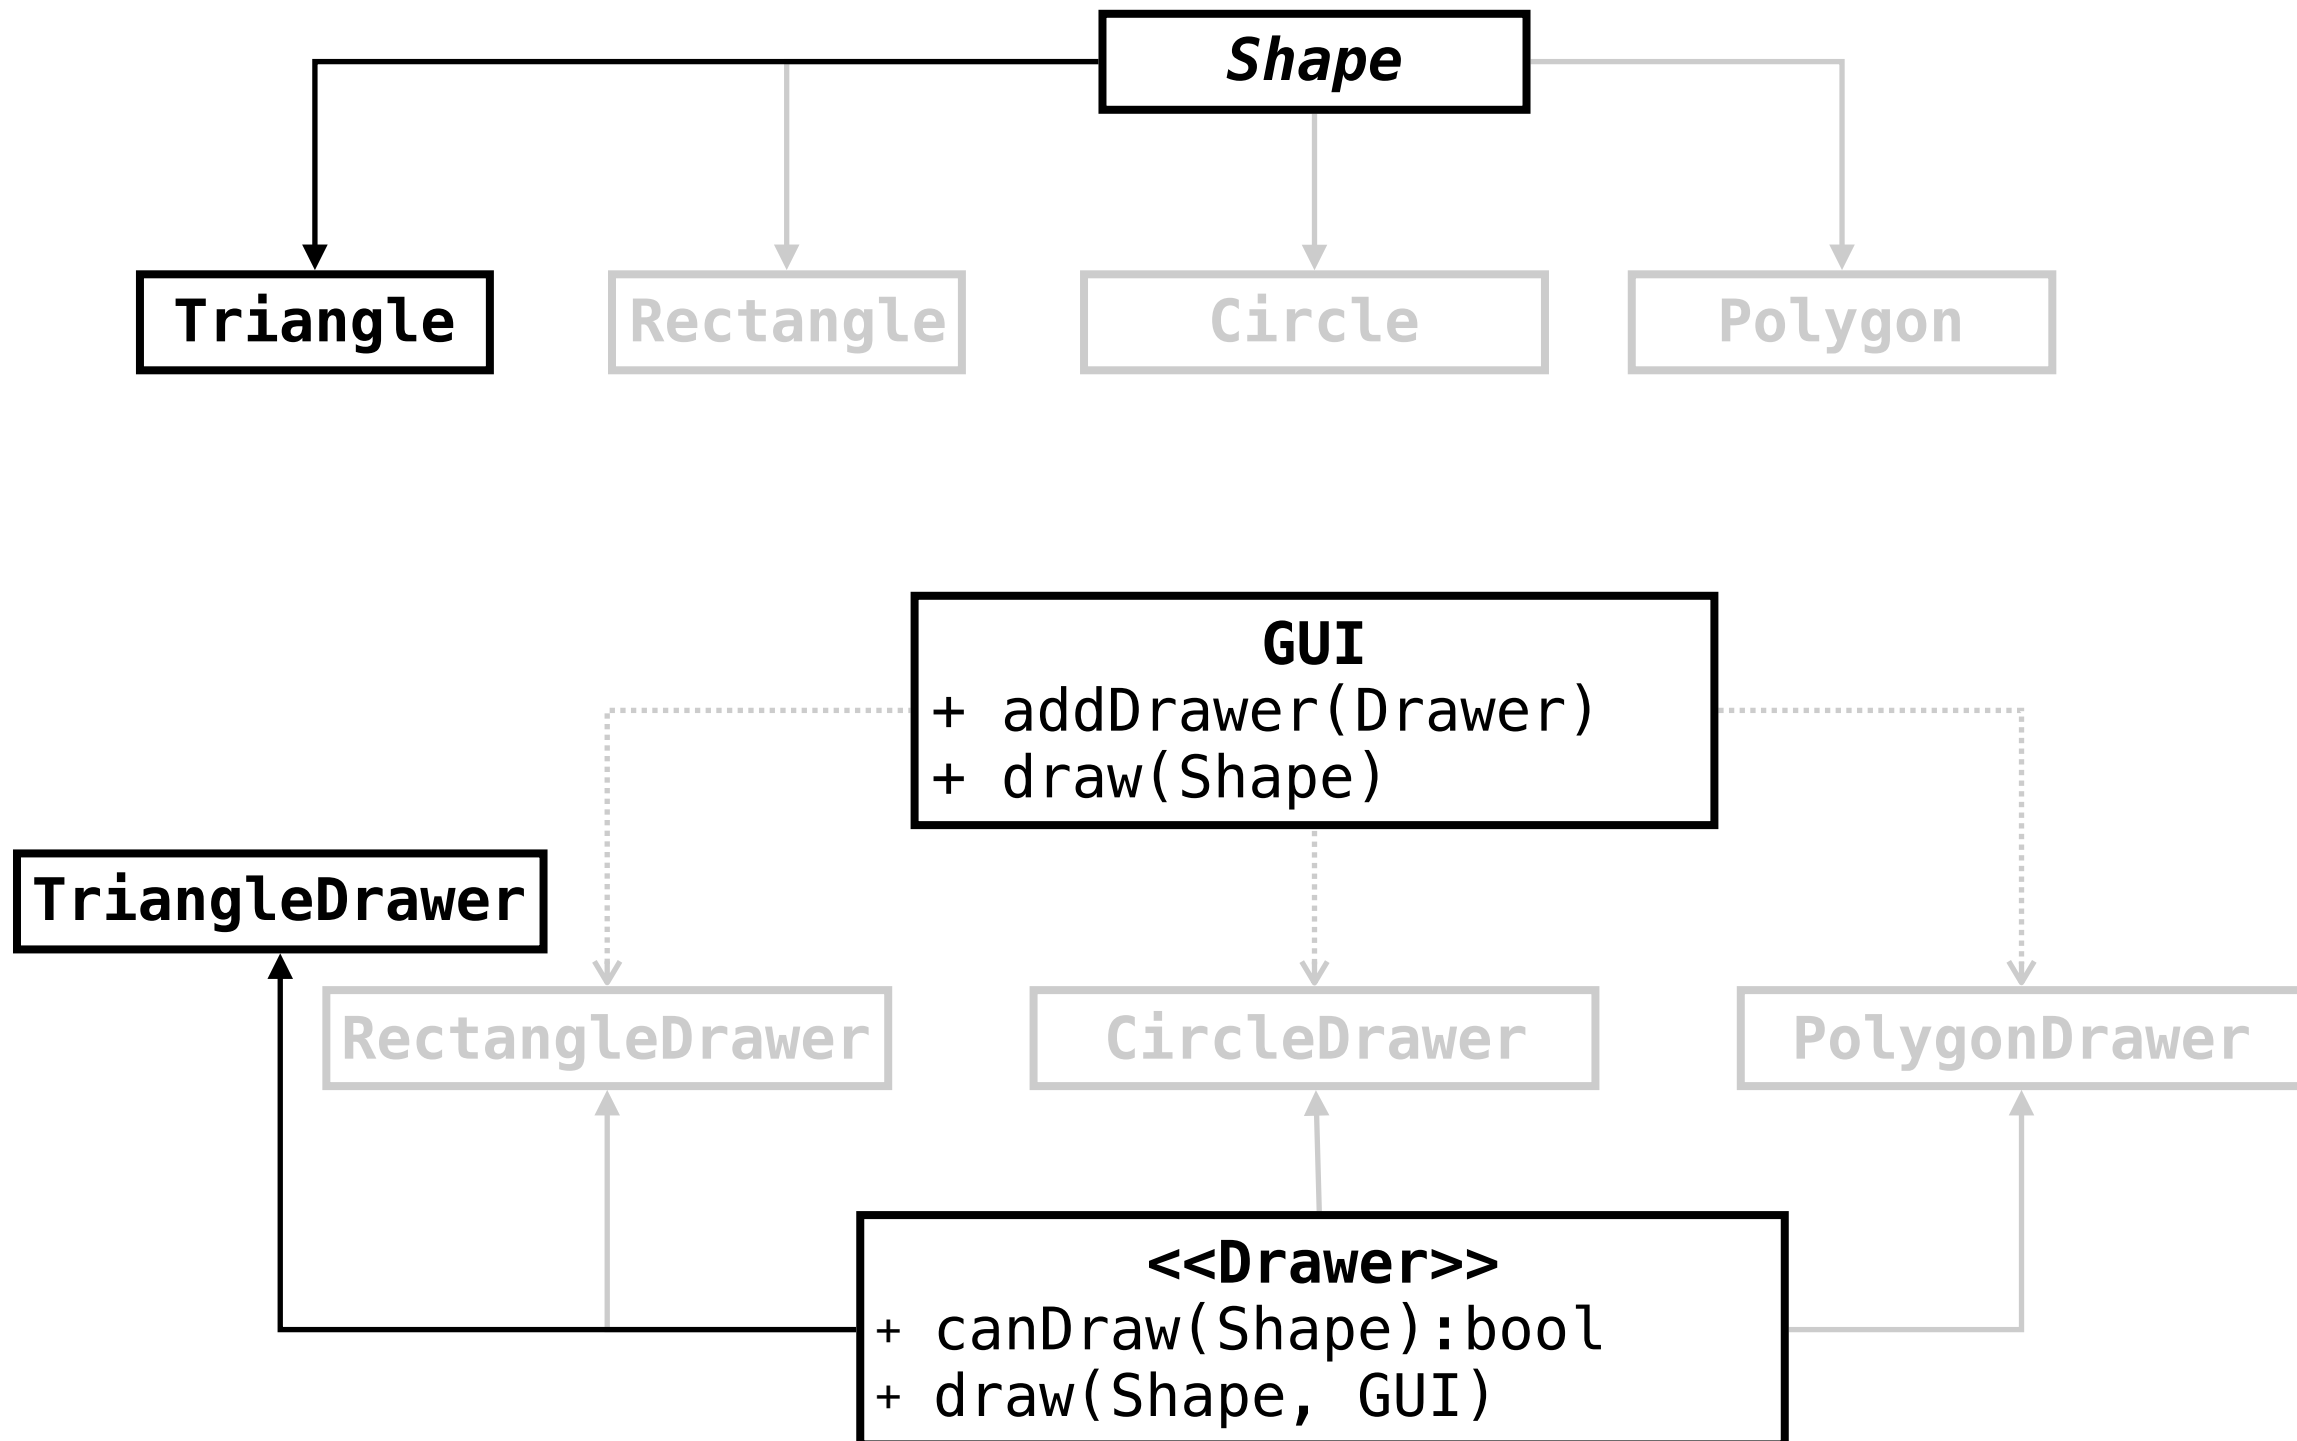 Shape
Triangle
Rectangle
Circle
Polygon
GUI
+ addDrawer(Drawer)
+ draw(Shape)
TriangleDrawer
RectangleDrawer
CircleDrawer
PolygonDrawer
<<Drawer>>
+ canDraw(Shape):bool
+ draw(Shape, GUI)